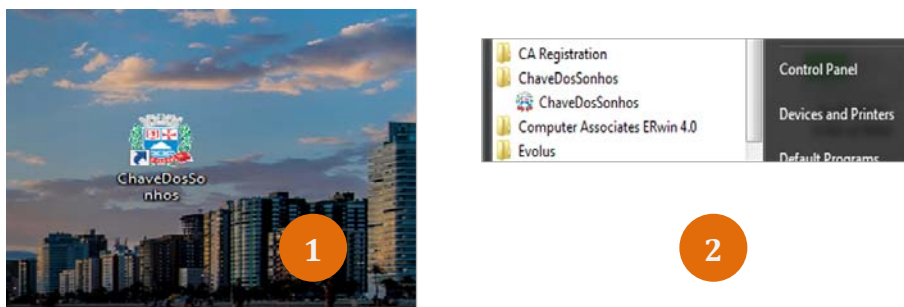 ChaveDosSo
nhos
1
CA Registration
ChaveDosSonhos
ChaveDosSonhos
Computer Associates ERwin 4.0
Evolus
Control Panel
Devices and Printers
Default Programs
2